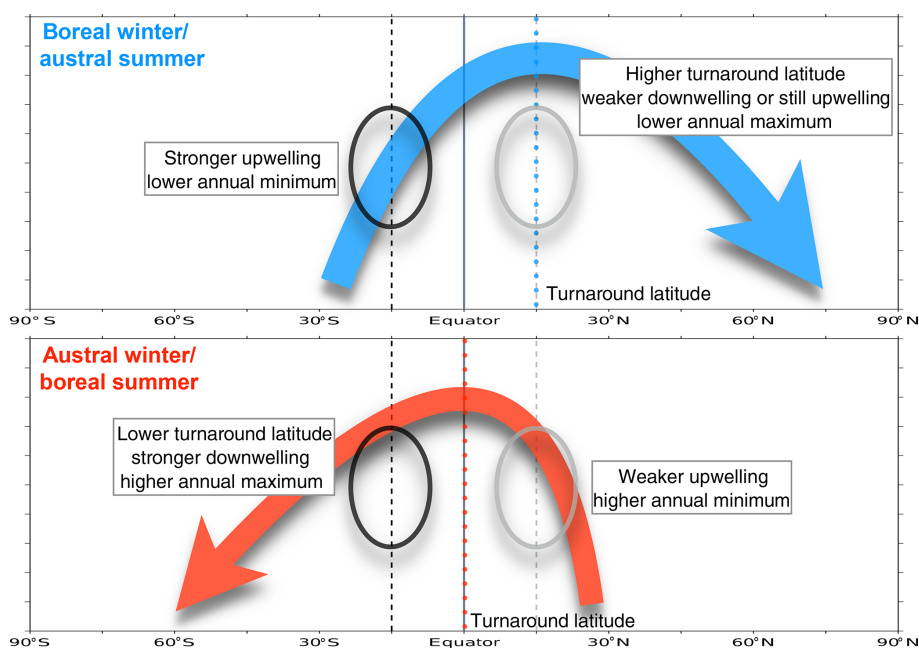 Boreal winter/
austral summer
Higher turnaround latitude
weaker downwelling or still upwelling
lower annual maximum
Stronger upwelling
lower annual minimum
Turnaround latitude
90°S 60°S 30°S Equator 30°N 60°N 90°N
Austral winter/
boreal summer
Lower turnaround latitude
stronger downwelling
higher annual maximum
Weaker upwelling
higher annual minimum
Turnaround latitude
90°S 60°S 30°S Equator 30°N 60°N 90°N